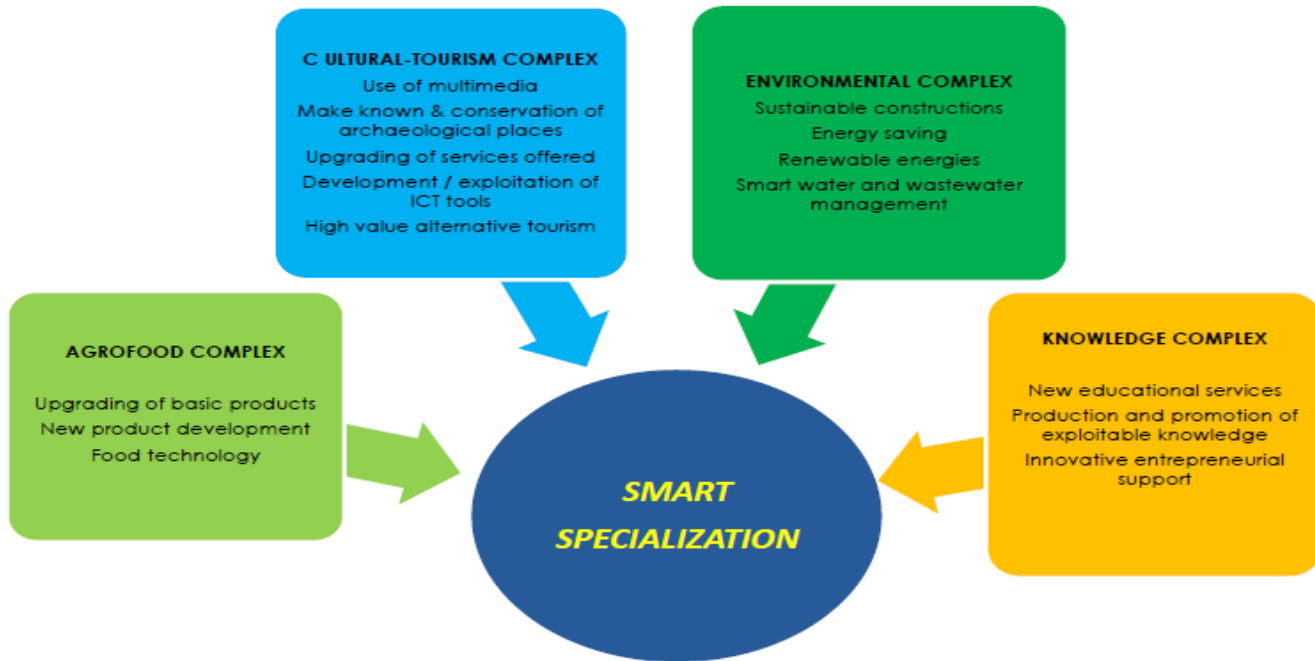 C ULTURAL-TOURISM COMPLEX
Use of multimedia
Make known & conservation of
archaeological places
Upgrading of services offered
Development / exploitation of
ICT tools
High value alternative tourism
ENVIRONMENTAL COMPLEX
Sustainable constructions
Energy saving
Renewable energies
Smart water and wastewater
management
AGROFOOD COMPLEX
Upgrading of basic products
New product development
Food technology
KNOWLEDGE COMPLEX
New educational services
Production and promotion of
exploitable knowledge
Innovative entrepreneurial
support
SMART
SPECIALIZATION